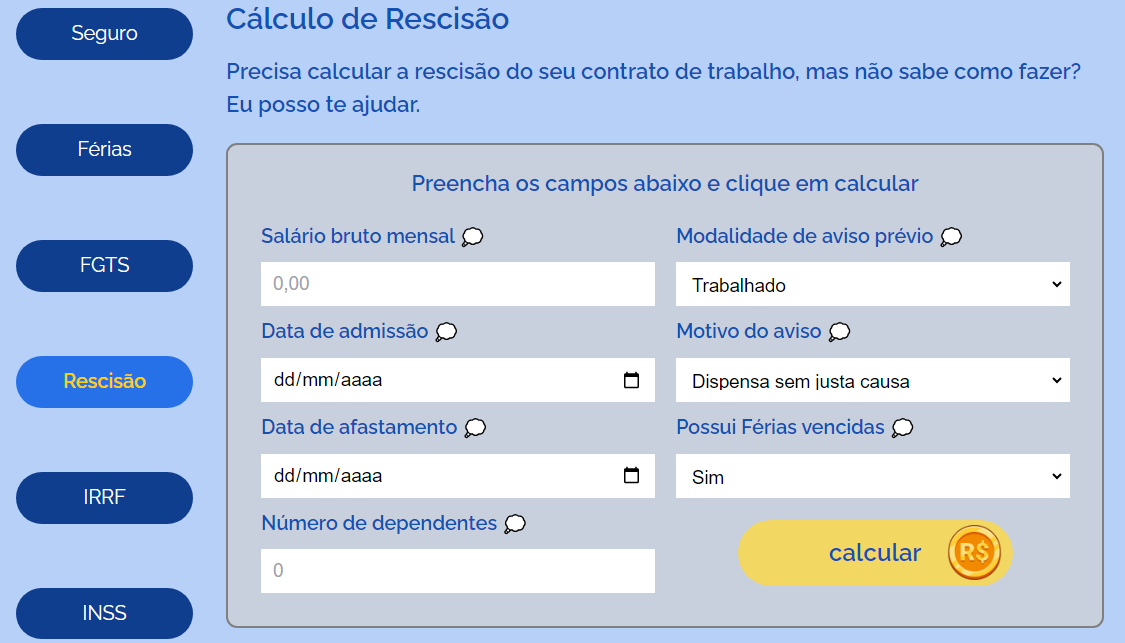 Seguro
Férias
FGTS
Rescisão
IRRF
INSS
Cálculo de Rescisão
Precisa calcular a rescisão do seu contrato de trabalho, mas não sabe como fazer?
Eu posso te ajudar.
Preencha os campos abaixo e clique em calcular
Salário bruto mensal
0,00
Modalidade de aviso prévio
Trabalhado
Data de admissão
dd/mm/aaaa
Motivo do aviso
Dispensa sem justa causa
Data de afastamento
dd/mm/aaaa
Possui Férias vencidas
Sim
Número de dependentes
0
calcular
R$